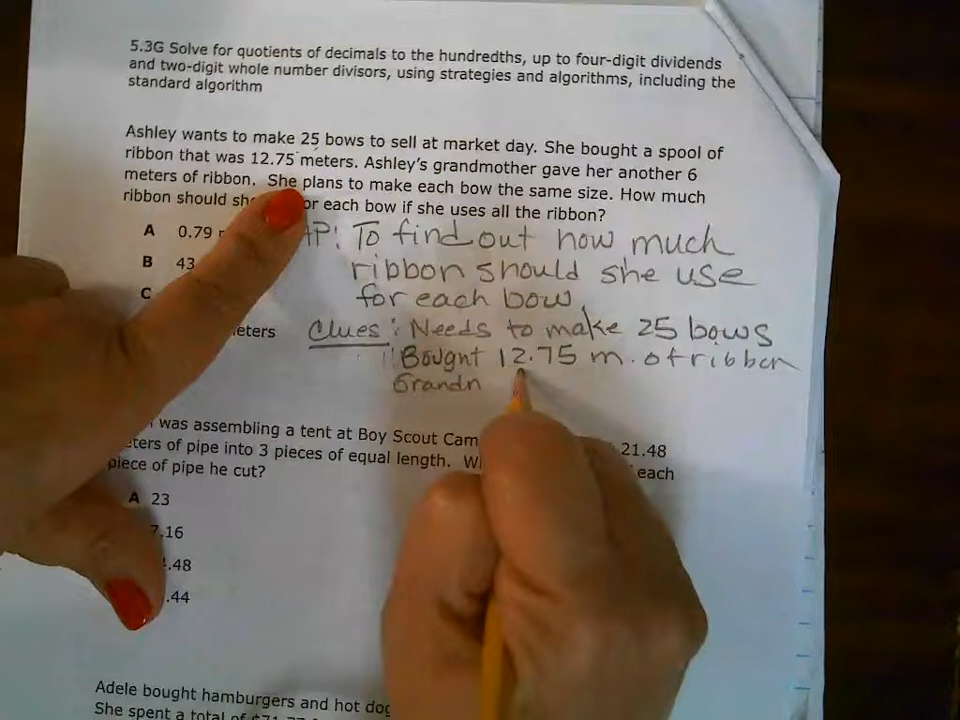 5.3G Solve for quotients of decimals to the hundredths, up to four-digit dividends
and two-digit whole number divisors, using strategies and algorithms, including the
standard algorithm
Ashley wants to make 25 bows to sell at market day. She bought a spool of
ribbon that was 12.75 meters. Ashley's grandmother gave her another 6
meters of ribbon. She plans to make each bow the same size. How much
ribbon should for each bow if she uses all the ribbon?
A 0.79
AP: To find out how much
B 43
ribbon should she use
C
for each bow
eters
Clues: Needs to make 25 bows
Bought 12.75 m. of ribbon
Grandn
was assembling a tent at Boy Scout Cam 21.48
eters of pipe into 3 pieces of equal length. each
piece of pipe he cut?
A 23
7.16
.48
.44
Adele bought hamburgers and hot dog
She spent a total of